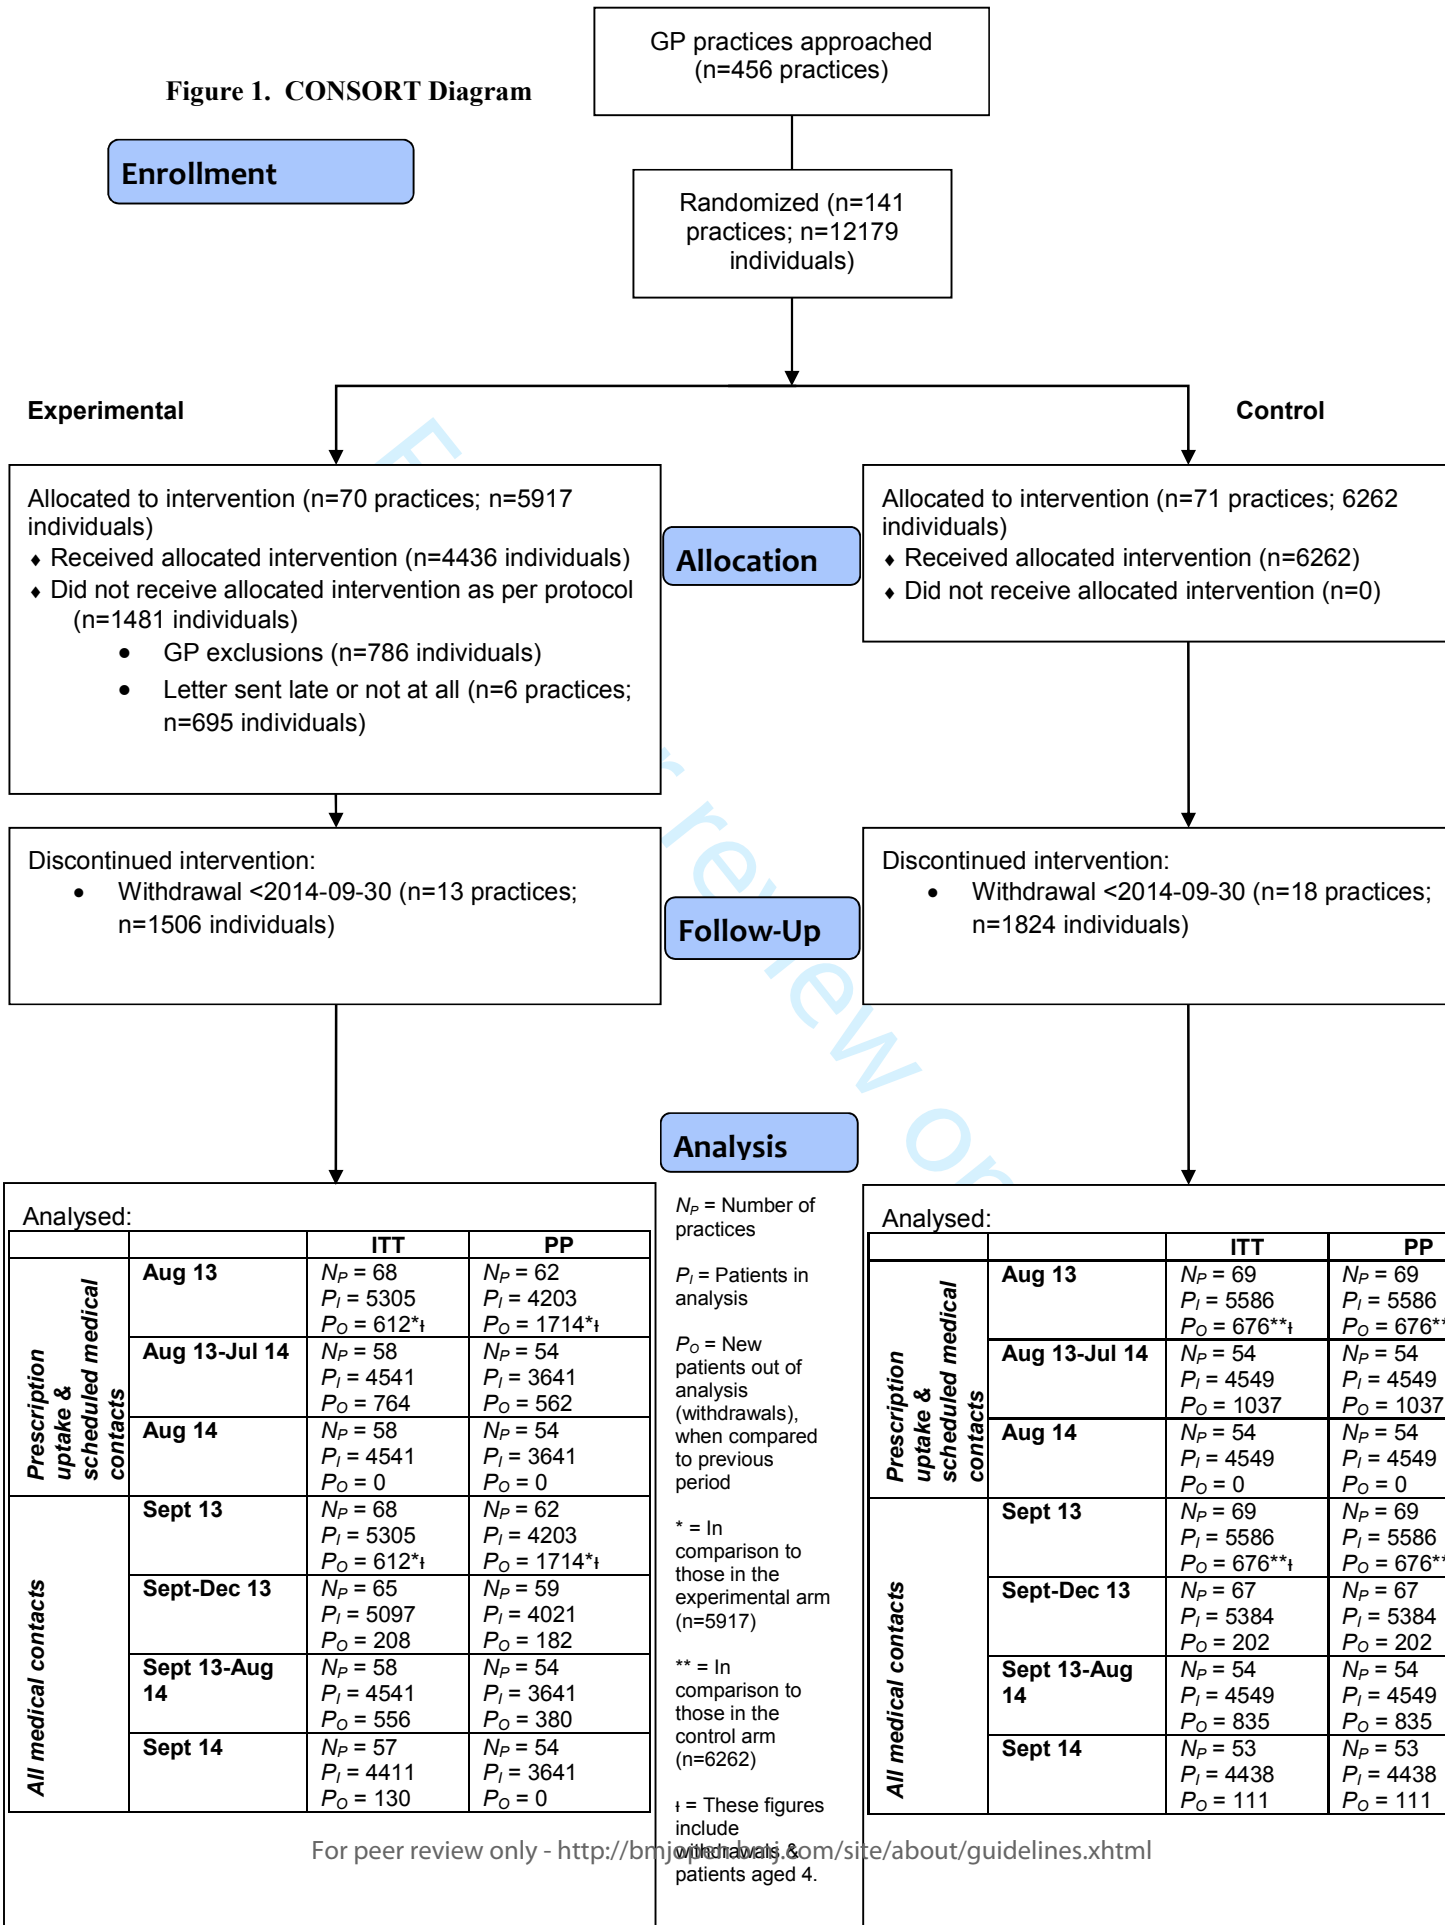 GP practices approached
(n=456 practices)
Figure 1.  CONSORT Diagram
Enrollment
Randomized (n=141
practices; n=12179
individuals)
Experimental
Control
Allocated to intervention (n=70 practices; n=5917
individuals)
♦ Received allocated intervention (n=4436 individuals)
♦ Did not receive allocated intervention as per protocol
(n=1481 individuals)
• GP exclusions (n=786 individuals)
• Letter sent late or not at all (n=6 practices;
n=695 individuals)
Allocation
Allocated to intervention (n=71 practices; 6262
individuals)
♦ Received allocated intervention (n=6262)
♦ Did not receive allocated intervention (n=0)
Discontinued intervention:
• Withdrawal <2014-09-30 (n=13 practices;
n=1506 individuals)
Follow-Up
Discontinued intervention:
• Withdrawal <2014-09-30 (n=18 practices;
n=1824 individuals)
Analysis
Analysed:
ITT PP
Prescription
uptake &
scheduled medical
contacts
Aug 13 NP = 68 NP = 62
PI = 5305 PI = 4203
PO = 612*ƚ PO = 1714*ƚ
Aug 13-Jul 14 NP = 58 NP = 54
PI = 4541 PI = 3641
PO = 764 PO = 562
Aug 14 NP = 58 NP = 54
PI = 4541 PI = 3641
PO = 0 PO = 0
All medical contacts
Sept 13 NP = 68 NP = 62
PI = 5305 PI = 4203
PO = 612*ƚ PO = 1714*ƚ
Sept-Dec 13 NP = 65 NP = 59
PI = 5097 PI = 4021
PO = 208 PO = 182
Sept 13-Aug NP = 58 NP = 54
14 PI = 4541 PI = 3641
PO = 556 PO = 380
Sept 14 NP = 57 NP = 54
PI = 4411 PI = 3641
PO = 130 PO = 0
NP = Number of
practices
PI = Patients in
analysis
PO = New
patients out of
analysis
(withdrawals),
when compared
to previous
period
* = In
comparison to
those in the
experimental arm
(n=5917)
** = In
comparison to
those in the
control arm
(n=6262)
ƚ = These figures
include
withdrawals &
patients aged 4.
Analysed:
ITT PP
Prescription
uptake &
scheduled medical
contacts
Aug 13 NP = 69 NP = 69
PI = 5586 PI = 5586
PO = 676**ƚ PO = 676**
Aug 13-Jul 14 NP = 54 NP = 54
PI = 4549 PI = 4549
PO = 1037 PO = 1037
Aug 14 NP = 54 NP = 54
PI = 4549 PI = 4549
PO = 0 PO = 0
All medical contacts
Sept 13 NP = 69 NP = 69
PI = 5586 PI = 5586
PO = 676**ƚ PO = 676**
Sept-Dec 13 NP = 67 NP = 67
PI = 5384 PI = 5384
PO = 202 PO = 202
Sept 13-Aug NP = 54 NP = 54
14 PI = 4549 PI = 4549
PO = 835 PO = 835
Sept 14 NP = 53 NP = 53
PI = 4438 PI = 4438
PO = 111 PO = 111
For peer review only - http://bmjopen.bmj.com/site/about/guidelines.xhtml